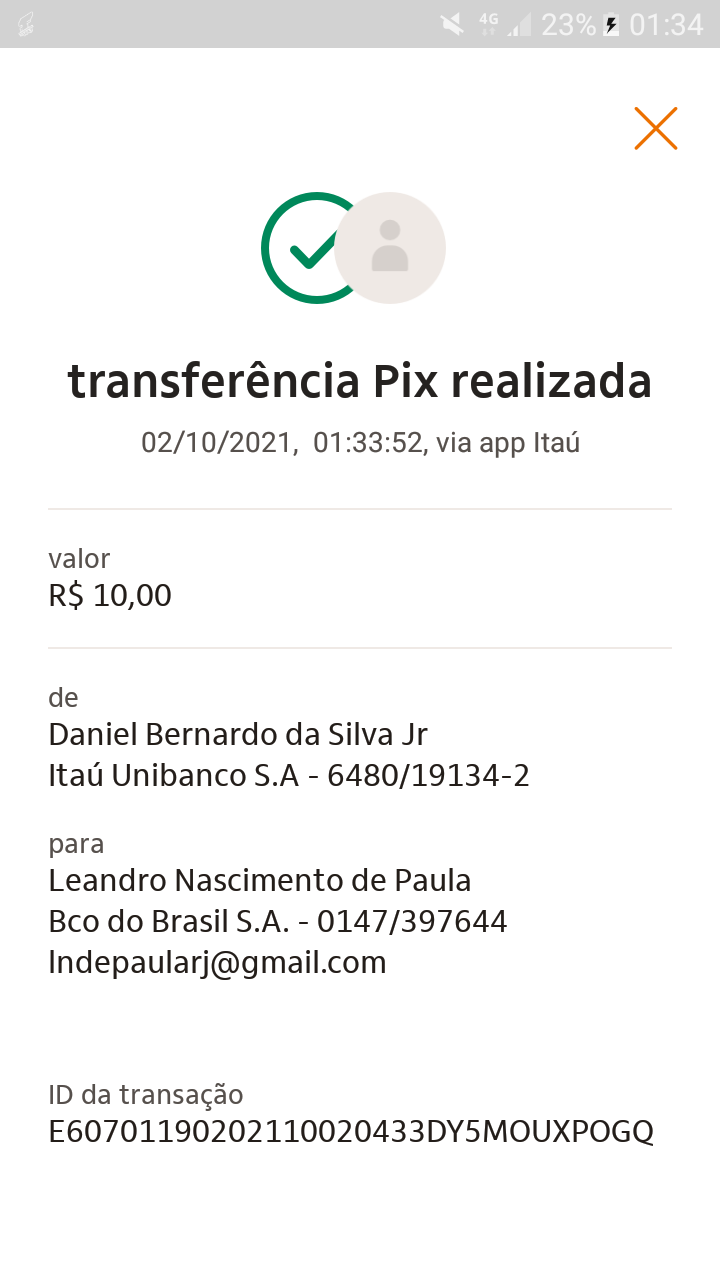 4G 23% 01:34
transferência Pix realizada
02/10/2021, 01:33:52, via app Itaú
valor
R$ 10,00
de
Daniel Bernardo da Silva Jr
Itaú Unibanco S.A - 6480/19134-2
para
Leandro Nascimento de Paula
Bco do Brasil S.A. - 0147/397644
lndepaularj@gmail.com
ID da transação
E60701190202110020433DY5MOUXPOGQ